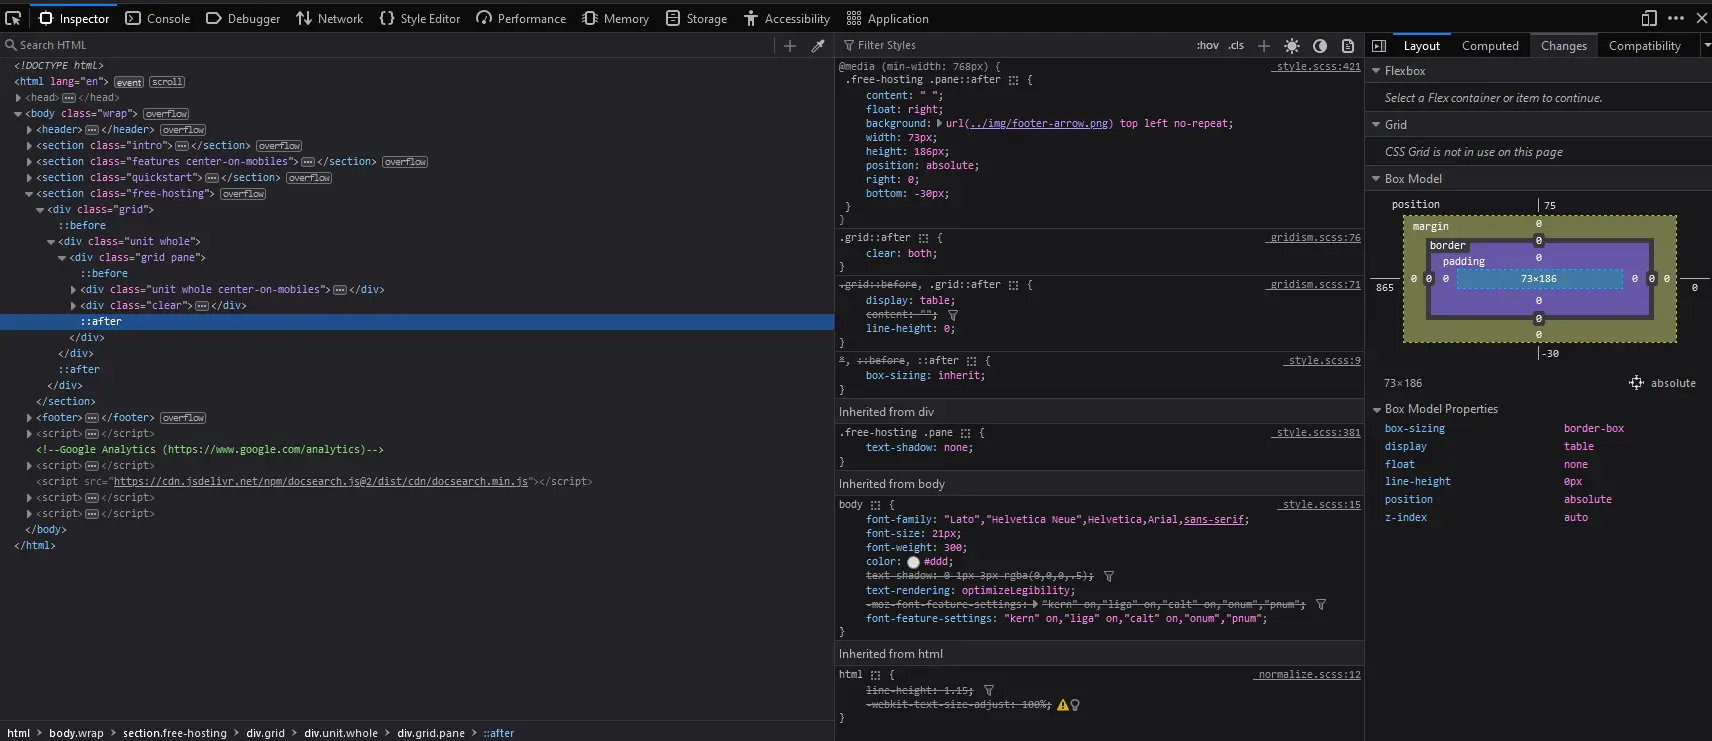 Inspector Console Debugger Network Style Editor Performance Memory Storage Accessibility Application
Search HTML
<!DOCTYPE html>
<html lang="en"> event scroll
<head> </head>
<body class="wrap"> overflow
<header> </header> overflow
<section class="intro"> </section> overflow
<section class="features center-on-mobiles"> </section> overflow
<section class="quickstart"> </section> overflow
<section class="free-hosting"> overflow
<div class="grid">
::before
<div class="unit whole">
<div class="grid pane">
::before
<div class="unit whole center-on-mobiles"> </div>
<div class="clear"> </div>
::after
</div>
</div>
::after
</div>
</section>
<footer> </footer> overflow
<script> </script>
<!--Google Analytics (https://www.google.com/analytics)-->
<script> </script>
<script src="https://cdn.jsdelivr.net/npm/docsearch.js@2/dist/cdn/docsearch.min.js"></script>
<script> </script>
<script> </script>
</body>
</html>
html body.wrap section.free-hosting div.grid div.unit.whole div.grid.pane ::after
Filter Styles :hov .cls
@media (min-width: 768px) { style.scss:421
.free-hosting .pane::after {
content: " ";
float: right;
background: url(../img/footer-arrow.png) top left no-repeat;
width: 73px;
height: 186px;
position: absolute;
right: 0;
bottom: -30px;
}
}
.grid::after { _gridism.scss:76
clear: both;
}
.grid::before, .grid::after { _gridism.scss:71
display: table;
content: "";
line-height: 0;
}
*, ::before, ::after { style.scss:9
box-sizing: inherit;
}
Inherited from div
.free-hosting .pane { style.scss:381
text-shadow: none;
}
Inherited from body
body { style.scss:15
font-family: "Lato","Helvetica Neue",Helvetica,Arial,sans-serif;
font-size: 21px;
font-weight: 300;
color: #ddd;
text-shadow: 0 1px 3px rgba(0,0,0,.5);
text-rendering: optimizeLegibility;
-moz-font-feature-settings: "kern" on,"liga" on,"calt" on,"onum","pnum";
font-feature-settings: "kern" on,"liga" on,"calt" on,"onum","pnum";
}
Inherited from html
html { _normalize.scss:12
line-height: 1.15;
-webkit-text-size-adjust: 100%;
}
Layout Computed Changes Compatibility
Flexbox
Select a Flex container or item to continue.
Grid
CSS Grid is not in use on this page
Box Model
position 75
margin 0
border 0
padding 0
865 0 0 0 73×186 0 0 0 0
0
0
0
-30
73×186 absolute
Box Model Properties
box-sizing border-box
display table
float none
line-height 0px
position absolute
z-index auto